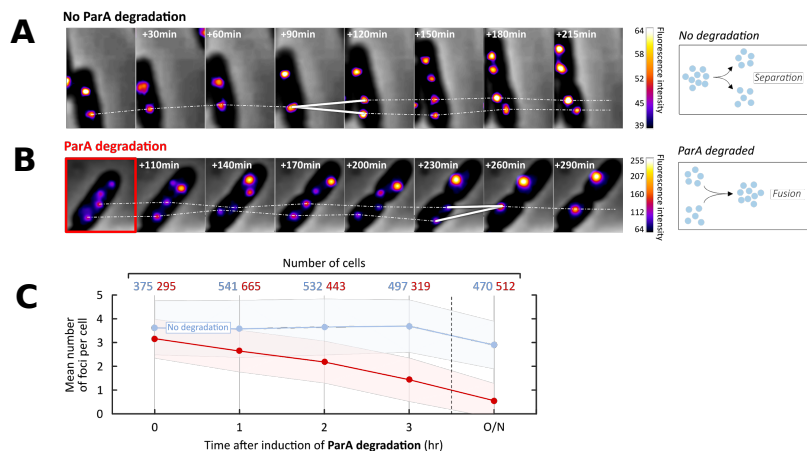 A
No ParA degradation
+30min +60min +90min +120min +150min +180min +215min
64
58
52
45
39
Fluorescence intensity
No degradation
Separation
B
ParA degradation
+110min +140min +170min +200min +230min +260min +290min
255
207
160
112
64
Fluorescence intensity
ParA degraded
Fusion
C
Number of cells
375 295 541 665 532 443 497 319 470 512
Mean number
of foci per cell
5
4
3
2
1
0
No degradation
0 1 2 3 O/N
Time after induction of ParA degradation (hr)